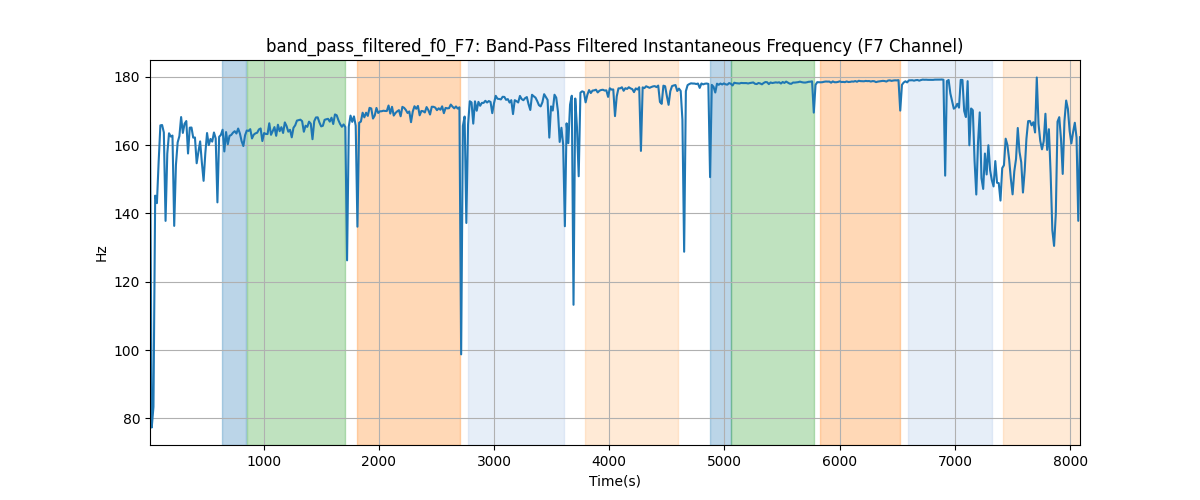 band_pass_filtered_f0_F7: Band-Pass Filtered Instantaneous Frequency (F7 Channel)
180
160
140
120
100
80
Hz
1000 2000 3000 4000 5000 6000 7000 8000
Time(s)